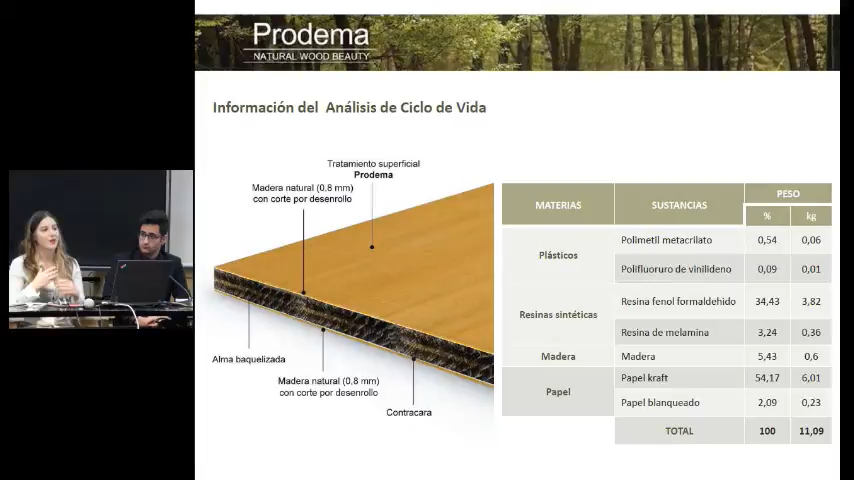 Prodema
NATURAL WOOD BEAUTY
Información del Análisis de Ciclo de Vida
Tratamiento superficial
Prodema
Madera natural (0,8 mm)
con corte por desenrollo
Alma baquelizada
Madera natural (0,8 mm)
con corte por desenrollo
Contracara
MATERIAS SUSTANCIAS PESO
% kg
Plásticos
Polimetil metacrilato 0,54 0,06
Polifluoruro de vinilideno 0,09 0,01
Resinas sintéticas
Resina fenol formaldehido 34,43 3,82
Resina de melamina 3,24 0,36
Madera Madera 5,43 0,6
Papel
Papel kraft 54,17 6,01
Papel blanqueado 2,09 0,23
TOTAL 100 11,09